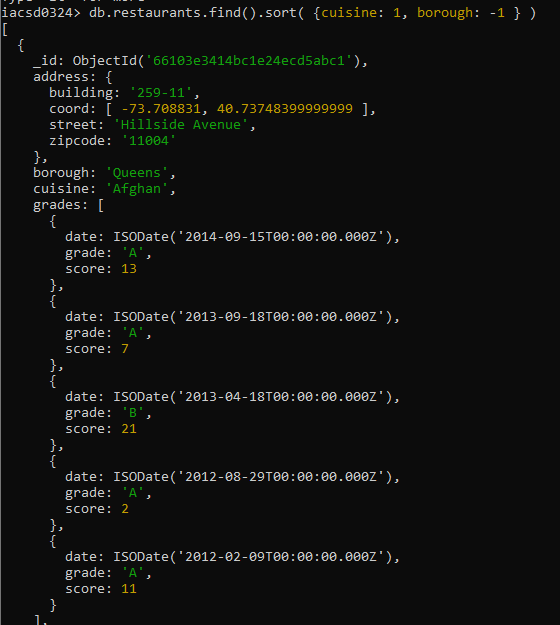 iacsd0324> db.restaurants.find().sort( {cuisine: 1, borough: -1 } )
[
  {
    _id: ObjectId('66103e3414bc1e24ecd5abc1'),
    address: {
      building: '259-11',
      coord: [ -73.708831, 40.73748399999999 ],
      street: 'Hillside Avenue',
      zipcode: '11004'
    },
    borough: 'Queens',
    cuisine: 'Afghan',
    grades: [
      {
        date: ISODate('2014-09-15T00:00:00.000Z'),
        grade: 'A',
        score: 13
      },
      {
        date: ISODate('2013-09-18T00:00:00.000Z'),
        grade: 'A',
        score: 7
      },
      {
        date: ISODate('2013-04-18T00:00:00.000Z'),
        grade: 'B',
        score: 21
      },
      {
        date: ISODate('2012-08-29T00:00:00.000Z'),
        grade: 'A',
        score: 2
      },
      {
        date: ISODate('2012-02-09T00:00:00.000Z'),
        grade: 'A',
        score: 11
      }
    ],